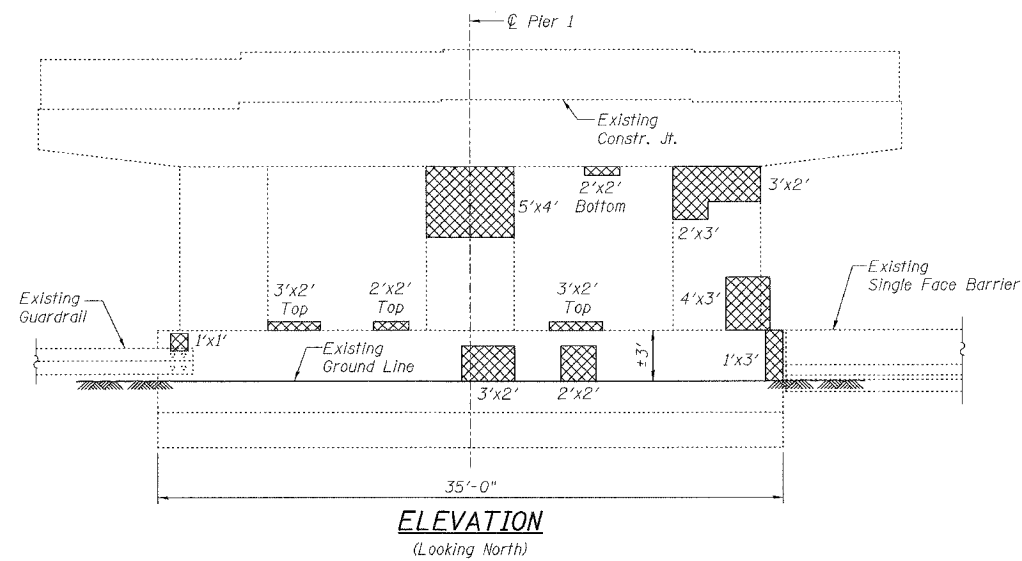 ℄ Pier 1
Existing
Constr. Jt.
5'x4'
2'x2'
Bottom
3'x2'
2'x3'
3'x2'
Top
2'x2'
Top
3'x2'
Top
4'x3'
Existing
Single Face Barrier
Existing
Guardrail
1'x1'
Existing
Ground Line
±3'
1'x3'
3'x2'
2'x2'
35'-0"
ELEVATION
(Looking North)